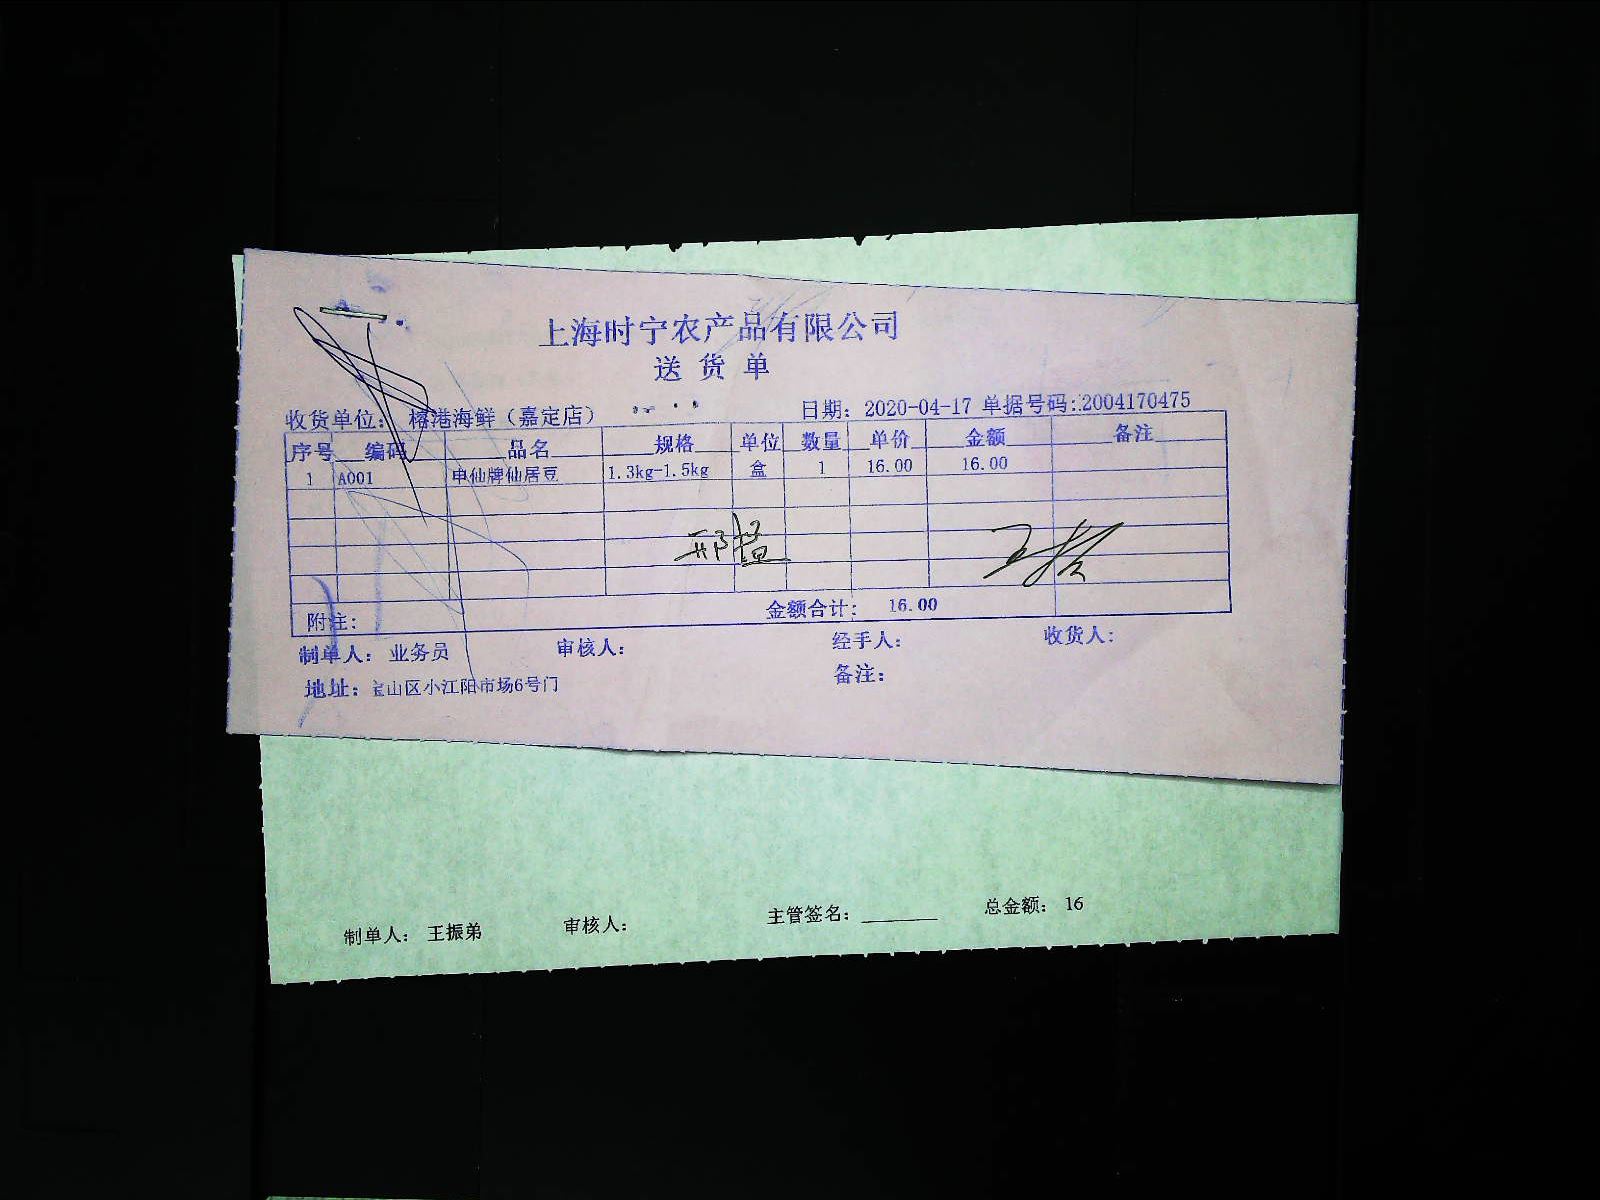 上海时宁农产品有限公司
送货单
收货单位: 榕港海鲜（嘉定店） 日期: 2020-04-17 单据号码:2004170475
序号 编码 品名 规格 单位 数量 单价 金额 备注
1 A001 申仙牌仙居豆 1.3kg-1.5kg 盒 1 16.00 16.00
附注: 金额合计: 16.00
制单人: 业务员 审核人: 经手人: 收货人:
地址: 宝山区小江阳市场6号门 备注:
制单人: 王振弟 审核人: 主管签名: ________ 总金额: 16